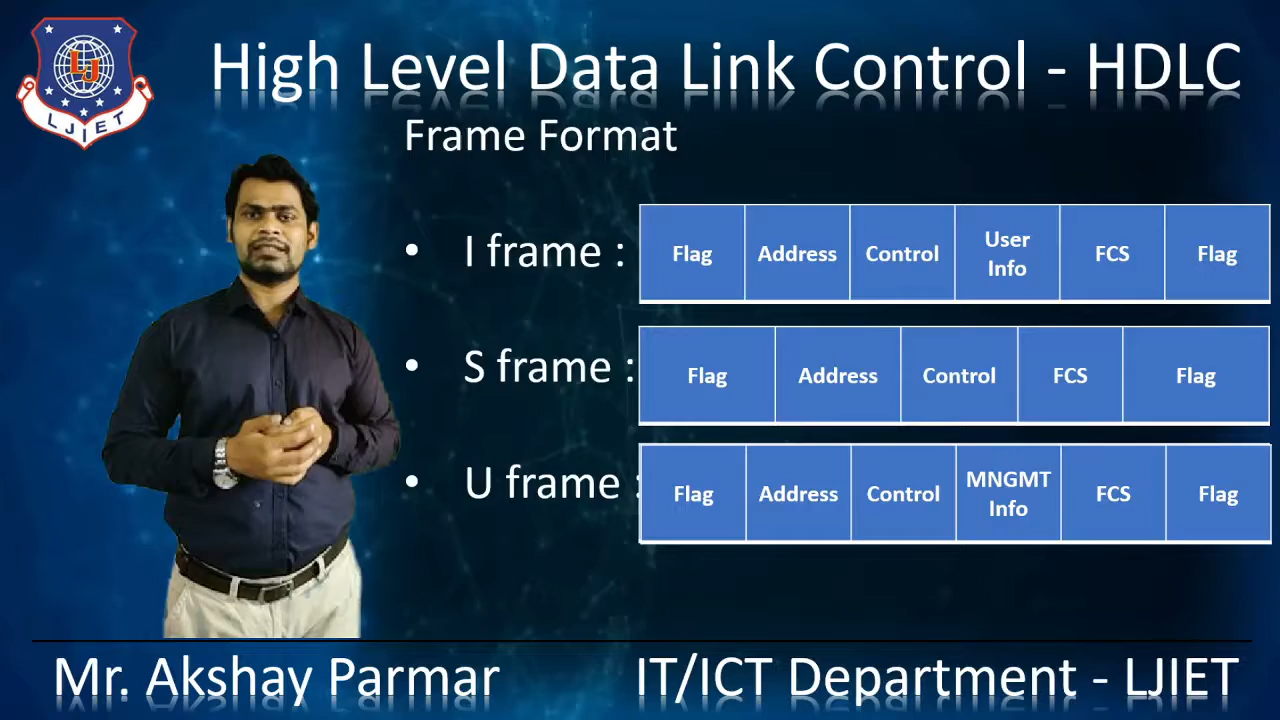 LJ
LJIET
High Level Data Link Control - HDLC
Frame Format
• I frame :
Flag
Address
Control
User
Info
FCS
Flag
• S frame :
Flag
Address
Control
FCS
Flag
• U frame :
Flag
Address
Control
MNGMT
Info
FCS
Flag
Mr. Akshay Parmar
IT/ICT Department - LJIET